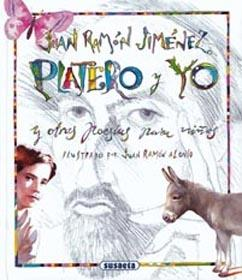 JUAN RAMÓN JIMÉNEZ
PLATERO y YO
y otras poesías para niños
ILUSTRADO POR JUAN RAMÓN ALONSO
susaeta